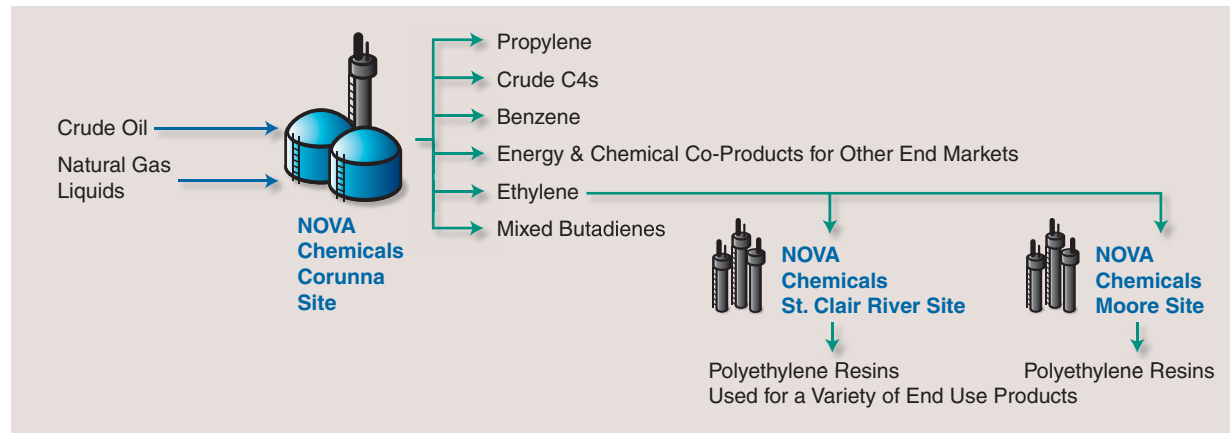 Crude Oil
Natural Gas
Liquids
NOVA
Chemicals
Corunna
Site
Propylene
Crude C4s
Benzene
Energy & Chemical Co-Products for Other End Markets
Ethylene
Mixed Butadienes
NOVA
Chemicals
St. Clair River Site
Polyethylene Resins
Used for a Variety of End Use Products
NOVA
Chemicals
Moore Site
Polyethylene Resins